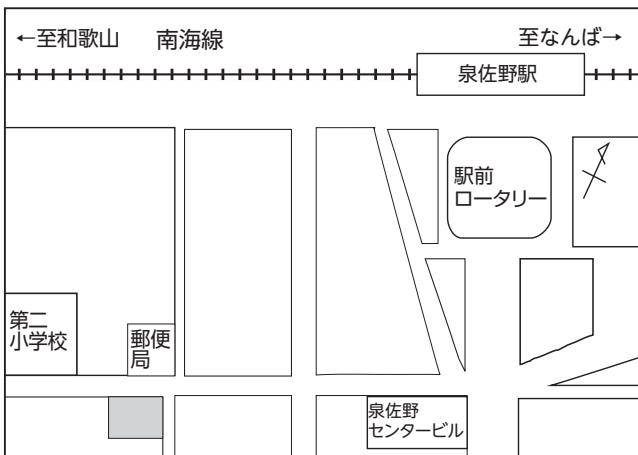 ←至和歌山 南海線 至なんば→
泉佐野駅
駅前
ロータリー
第二
小学校
郵便
局
泉佐野
センタービル